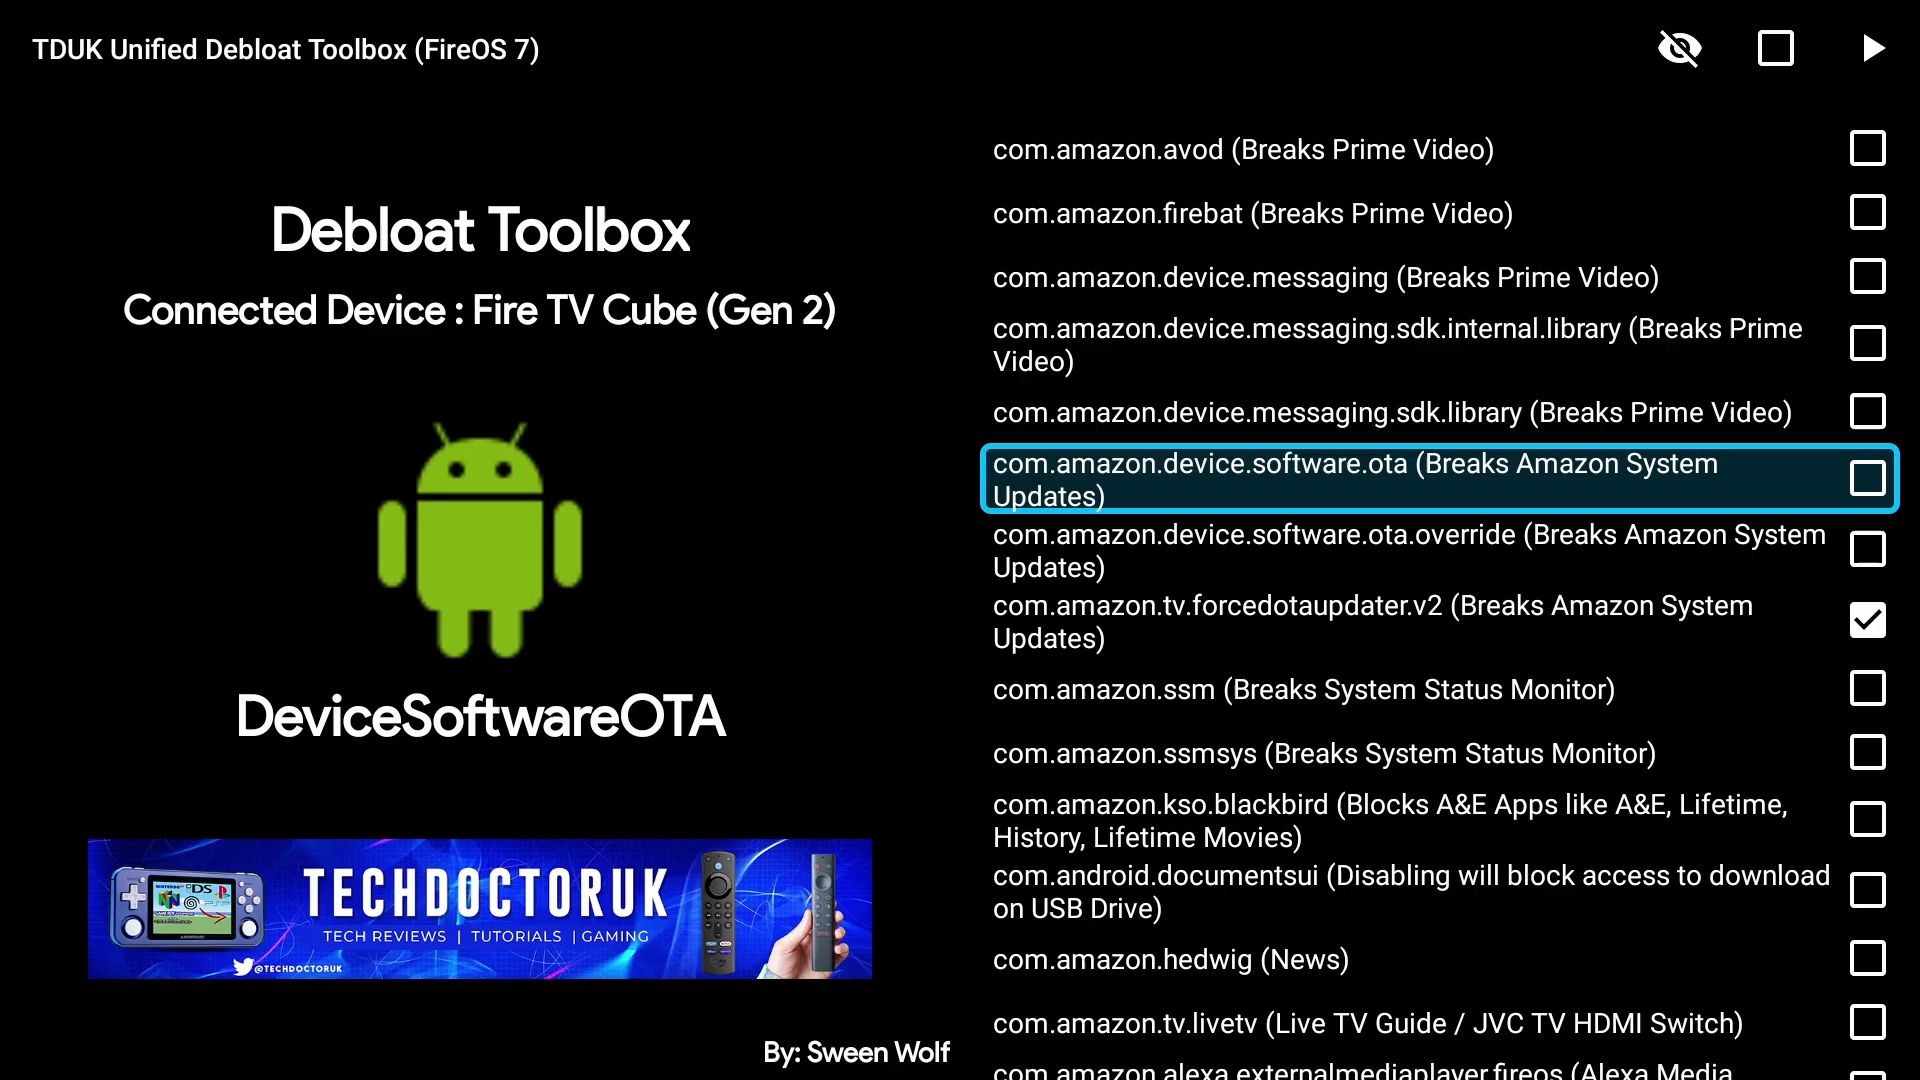 TDUK Unified Debloat Toolbox (FireOS 7)
Debloat Toolbox
Connected Device : Fire TV Cube (Gen 2)
DeviceSoftwareOTA
TECHDOCTORUK
TECH REVIEWS | TUTORIALS | GAMING
@TECHDOCTORUK
By: Sween Wolf
com.amazon.avod (Breaks Prime Video)
com.amazon.firebat (Breaks Prime Video)
com.amazon.device.messaging (Breaks Prime Video)
com.amazon.device.messaging.sdk.internal.library (Breaks Prime
Video)
com.amazon.device.messaging.sdk.library (Breaks Prime Video)
com.amazon.device.software.ota (Breaks Amazon System
Updates)
com.amazon.device.software.ota.override (Breaks Amazon System
Updates)
com.amazon.tv.forcedotaupdater.v2 (Breaks Amazon System
Updates)
com.amazon.ssm (Breaks System Status Monitor)
com.amazon.ssmsys (Breaks System Status Monitor)
com.amazon.kso.blackbird (Blocks A&E Apps like A&E, Lifetime,
History, Lifetime Movies)
com.android.documentsui (Disabling will block access to download
on USB Drive)
com.amazon.hedwig (News)
com.amazon.tv.livetv (Live TV Guide / JVC TV HDMI Switch)
com.amazon.alexa.externalmediaplayer.fireos (Alexa Media